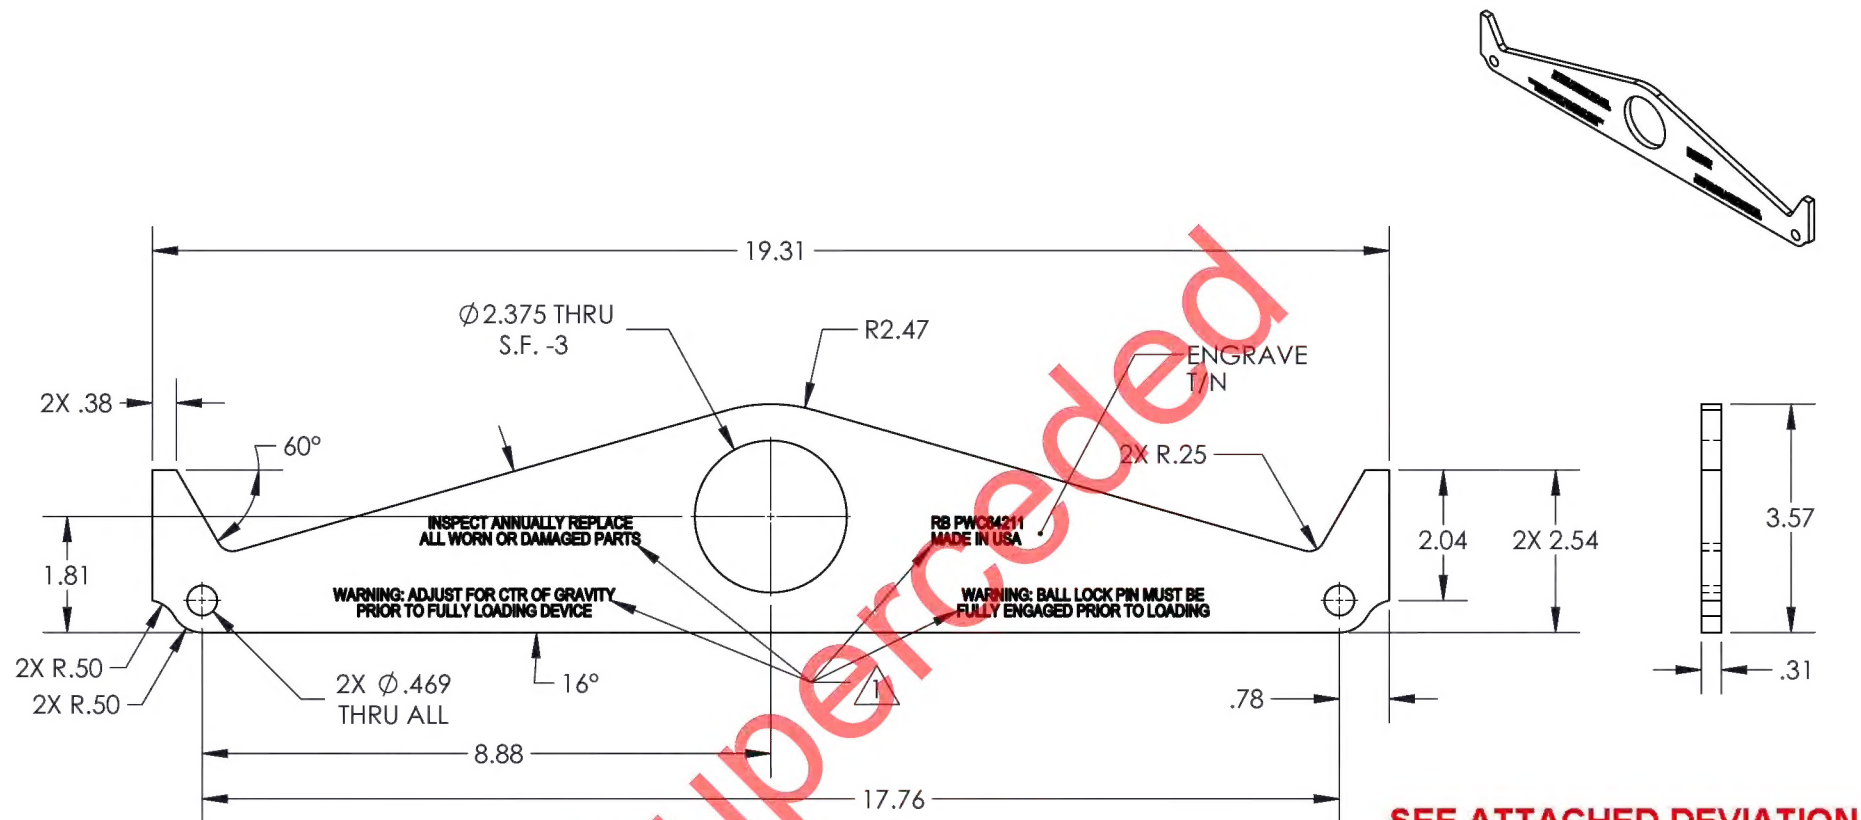 19.31
Ø2.375 THRU
S.F. -3
R2.47
ENGRAVE
T/N
2X .38
60°
2X R.25
INSPECT ANNUALLY REPLACE
ALL WORN OR DAMAGED PARTS
RB PWC64211
MADE IN USA
1.81
2.04
2X 2.54
3.57
WARNING: ADJUST FOR CTR OF GRAVITY
PRIOR TO FULLY LOADING DEVICE
WARNING: BALL LOCK PIN MUST BE
FULLY ENGAGED PRIOR TO LOADING
2X R.50
2X R.50
2X Ø.469
THRU ALL
16°
1
.78
.31
8.88
17.76
uperceded
SEE ATTACHED DEVIATION